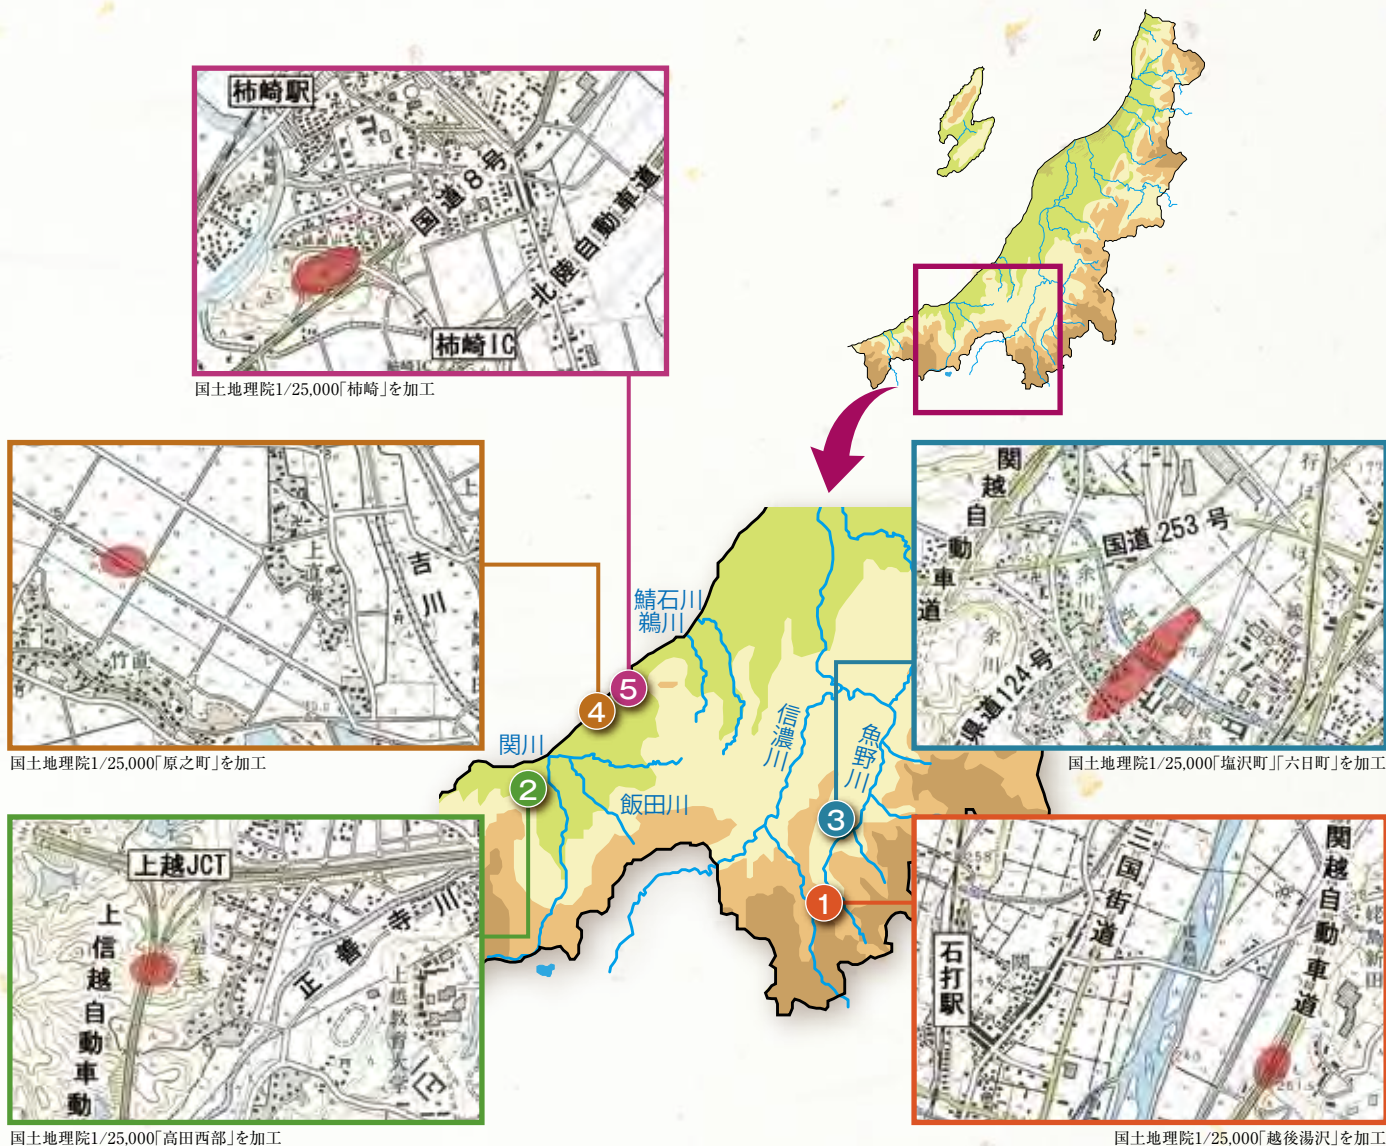 柿崎駅
国道8号
北陸自動車道
柿崎IC
国土地理院1/25,000「柿崎」を加工
上直海
吉川
竹直
国土地理院1/25,000「原之町」を加工
関越自動車道
国道253号
余川
余川
県道124号
国土地理院1/25,000「塩沢町」「六日町」を加工
鯖石川
鵜川
5
4
関川
2
飯田川
信濃川
魚野川
3
1
上越JCT
上信越自動車動
正善寺川
上越教育大学
国土地理院1/25,000「高田西部」を加工
三国街道
関越自動車道
石打駅
関
国土地理院1/25,000「越後湯沢」を加工